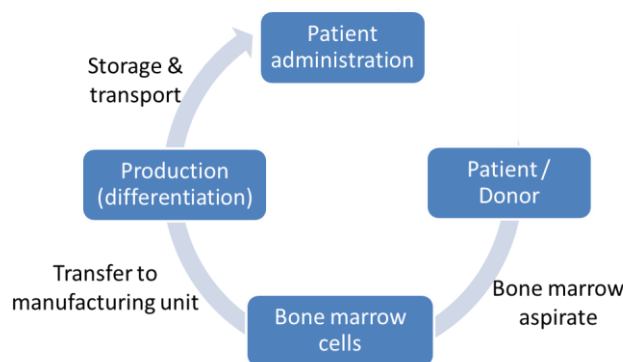 Patient
administration
Storage &
transport
Production
(differentiation)
Patient /
Donor
Transfer to
manufacturing unit
Bone marrow
aspirate
Bone marrow
cells